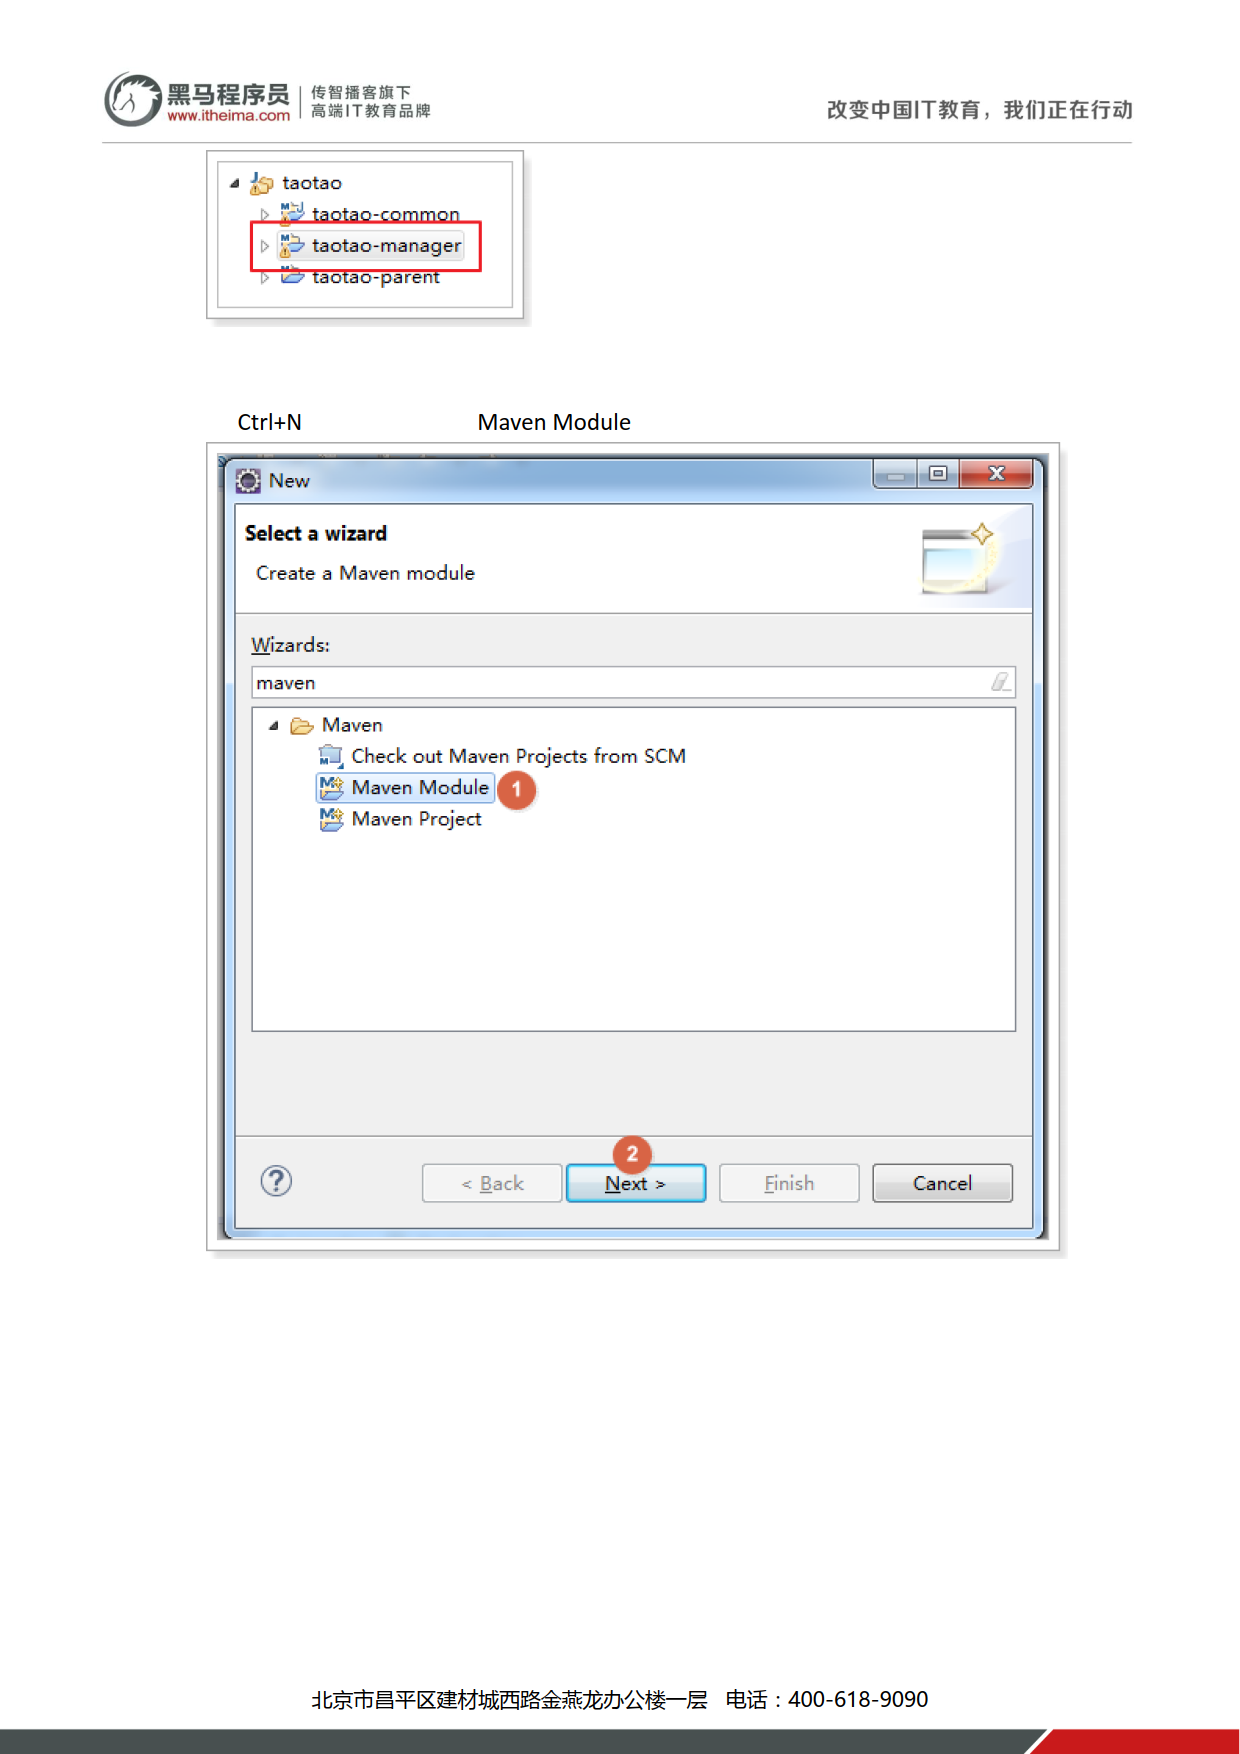 黑马程序员 传智播客旗下
www.itheima.com 高端IT教育品牌
改变中国IT教育，我们正在行动
taotao
taotao-common
taotao-manager
taotao-parent
Ctrl+N Maven Module
New
Select a wizard
Create a Maven module
Wizards:
maven
Maven
Check out Maven Projects from SCM
Maven Module 1
Maven Project
2
< Back Next > Finish Cancel
北京市昌平区建材城西路金燕龙办公楼一层 电话：400-618-9090